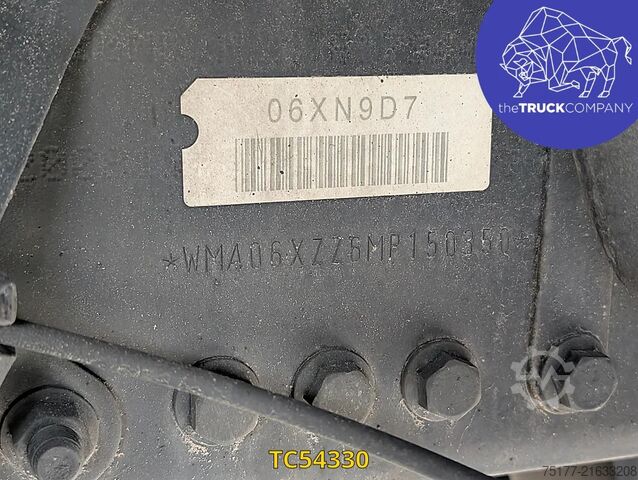 06XN9D7
theTRUCKCOMPANY
*WMA06XZZ6MP150350*
TC54330
75177-21633208